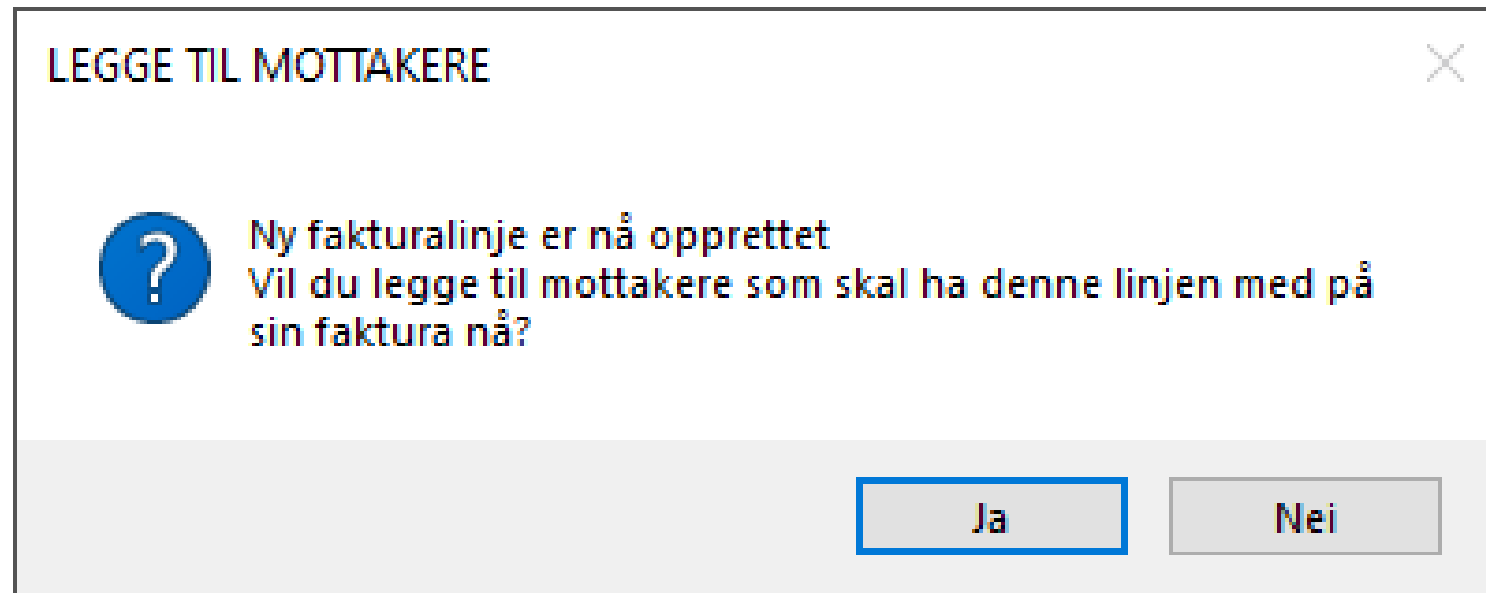 LEGGE TIL MOTTAKERE
Ny fakturalinje er nå opprettet
Vil du legge til mottakere som skal ha denne linjen med på
sin faktura nå?
Ja
Nei